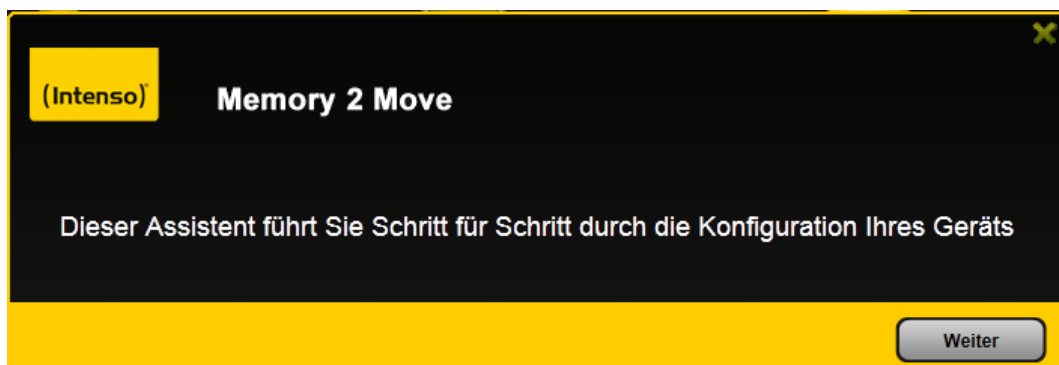 (Intenso)®
Memory 2 Move
Dieser Assistent führt Sie Schritt für Schritt durch die Konfiguration Ihres Geräts
Weiter